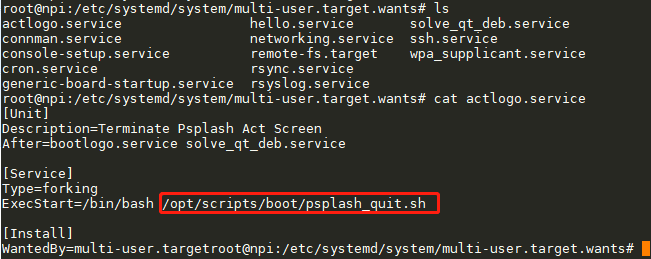 root@npi:/etc/systemd/system/multi-user.target.wants# ls
actlogo.service hello.service solve_qt_deb.service
connman.service networking.service ssh.service
console-setup.service remote-fs.target wpa_supplicant.service
cron.service rsync.service
generic-board-startup.service rsyslog.service
root@npi:/etc/systemd/system/multi-user.target.wants# cat actlogo.service
[Unit]
Description=Terminate Psplash Act Screen
After=bootlogo.service solve_qt_deb.service

[Service]
Type=forking
ExecStart=/bin/bash /opt/scripts/boot/psplash_quit.sh

[Install]
WantedBy=multi-user.targetroot@npi:/etc/systemd/system/multi-user.target.wants#